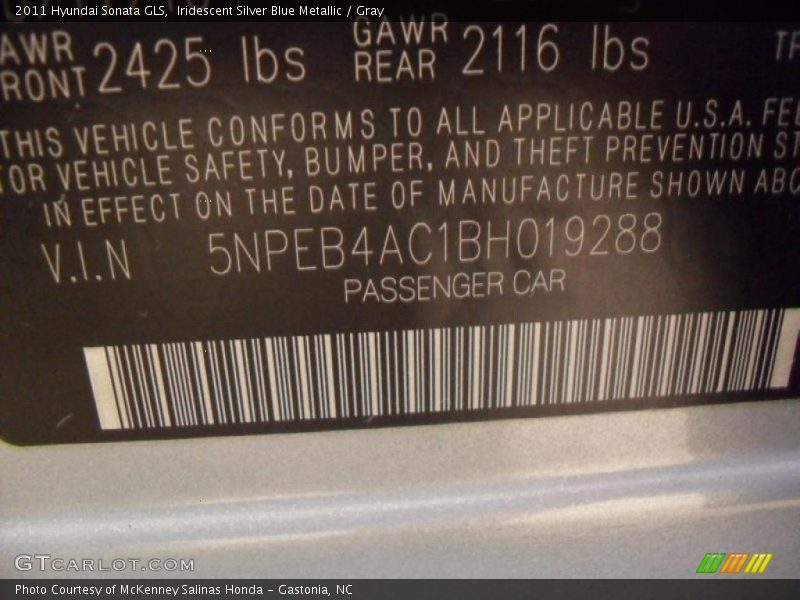 2011 Hyundai Sonata GLS, Iridescent Silver Blue Metallic / Gray
AWR
RONT 2425 lbs GAWR
REAR 2116 lbs
THIS VEHICLE CONFORMS TO ALL APPLICABLE U.S.A. FE
OR VEHICLE SAFETY, BUMPER, AND THEFT PREVENTION ST
IN EFFECT ON THE DATE OF MANUFACTURE SHOWN ABO
V.I.N 5NPEB4AC1BH019288
PASSENGER CAR
GTCARLOT.COM
Photo Courtesy of McKenney Salinas Honda - Gastonia, NC